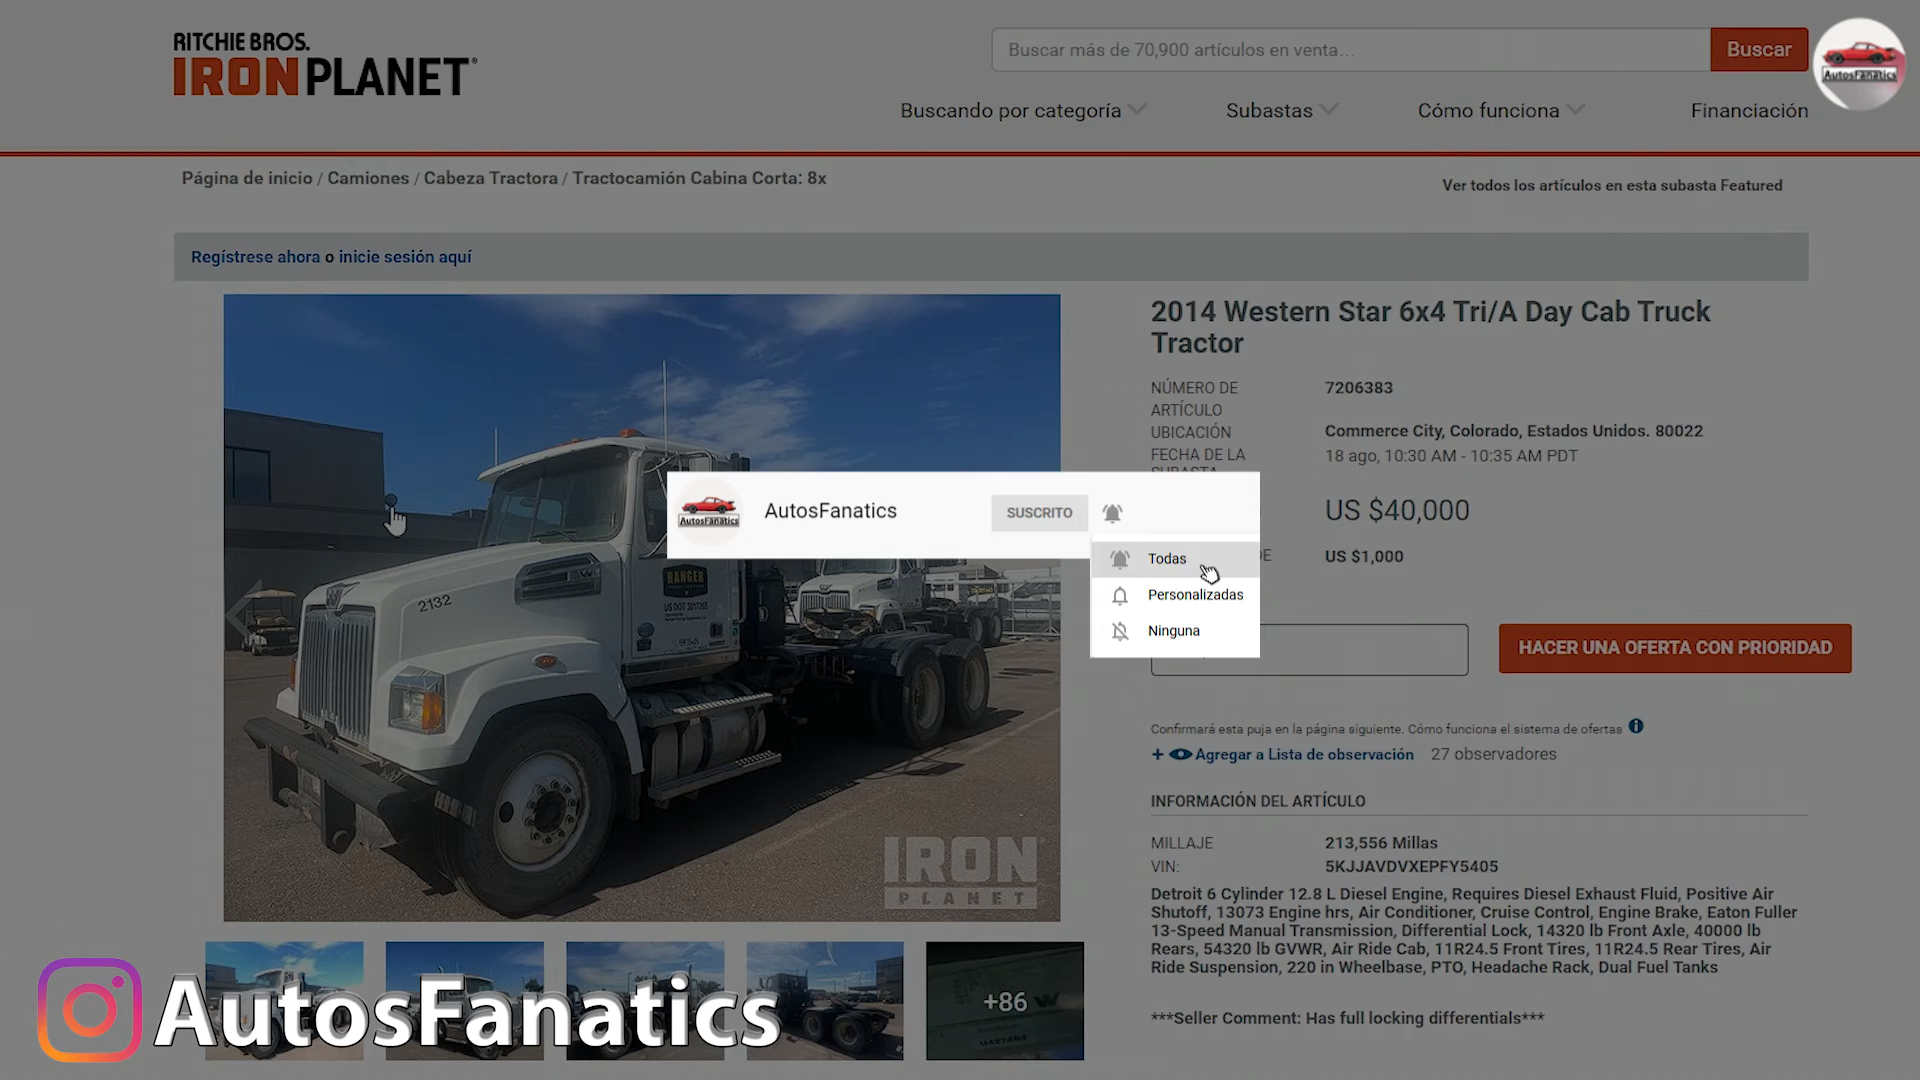 RITCHIE BROS.
IRONPLANET
Buscar más de 70,900 artículos en venta...
Buscar
AutosFanatics
Buscando por categoría
Subastas
Cómo funciona
Financiación
Página de inicio / Camiones / Cabeza Tractora / Tractocamión Cabina Corta: 8x
Ver todos los artículos en esta subasta Featured
Regístrese ahora o inicie sesión aquí
2014 Western Star 6x4 Tri/A Day Cab Truck
Tractor
NÚMERO DE
ARTÍCULO
7206383
UBICACIÓN
Commerce City, Colorado, Estados Unidos. 80022
FECHA DE LA
SUBASTA
18 ago, 10:30 AM - 10:35 AM PDT
US $40,000
DE
US $1,000
AutosFanatics
AutosFanatics
SUSCRITO
Todas
Personalizadas
Ninguna
HACER UNA OFERTA CON PRIORIDAD
Confirmará esta puja en la página siguiente. Cómo funciona el sistema de ofertas
+ Agregar a Lista de observación
27 observadores
INFORMACIÓN DEL ARTÍCULO
MILLAJE
213,556 Millas
VIN:
5KJJAVDVXEPFY5405
Detroit 6 Cylinder 12.8 L Diesel Engine, Requires Diesel Exhaust Fluid, Positive Air
Shutoff, 13073 Engine hrs, Air Conditioner, Cruise Control, Engine Brake, Eaton Fuller
13-Speed Manual Transmission, Differential Lock, 14320 lb Front Axle, 40000 lb
Rears, 54320 lb GVWR, Air Ride Cab, 11R24.5 Front Tires, 11R24.5 Rear Tires, Air
Ride Suspension, 220 in Wheelbase, PTO, Headache Rack, Dual Fuel Tanks
***Seller Comment: Has full locking differentials***
2132
RANGER
US DOT 3017255
IRON
PLANET
+86
AutosFanatics